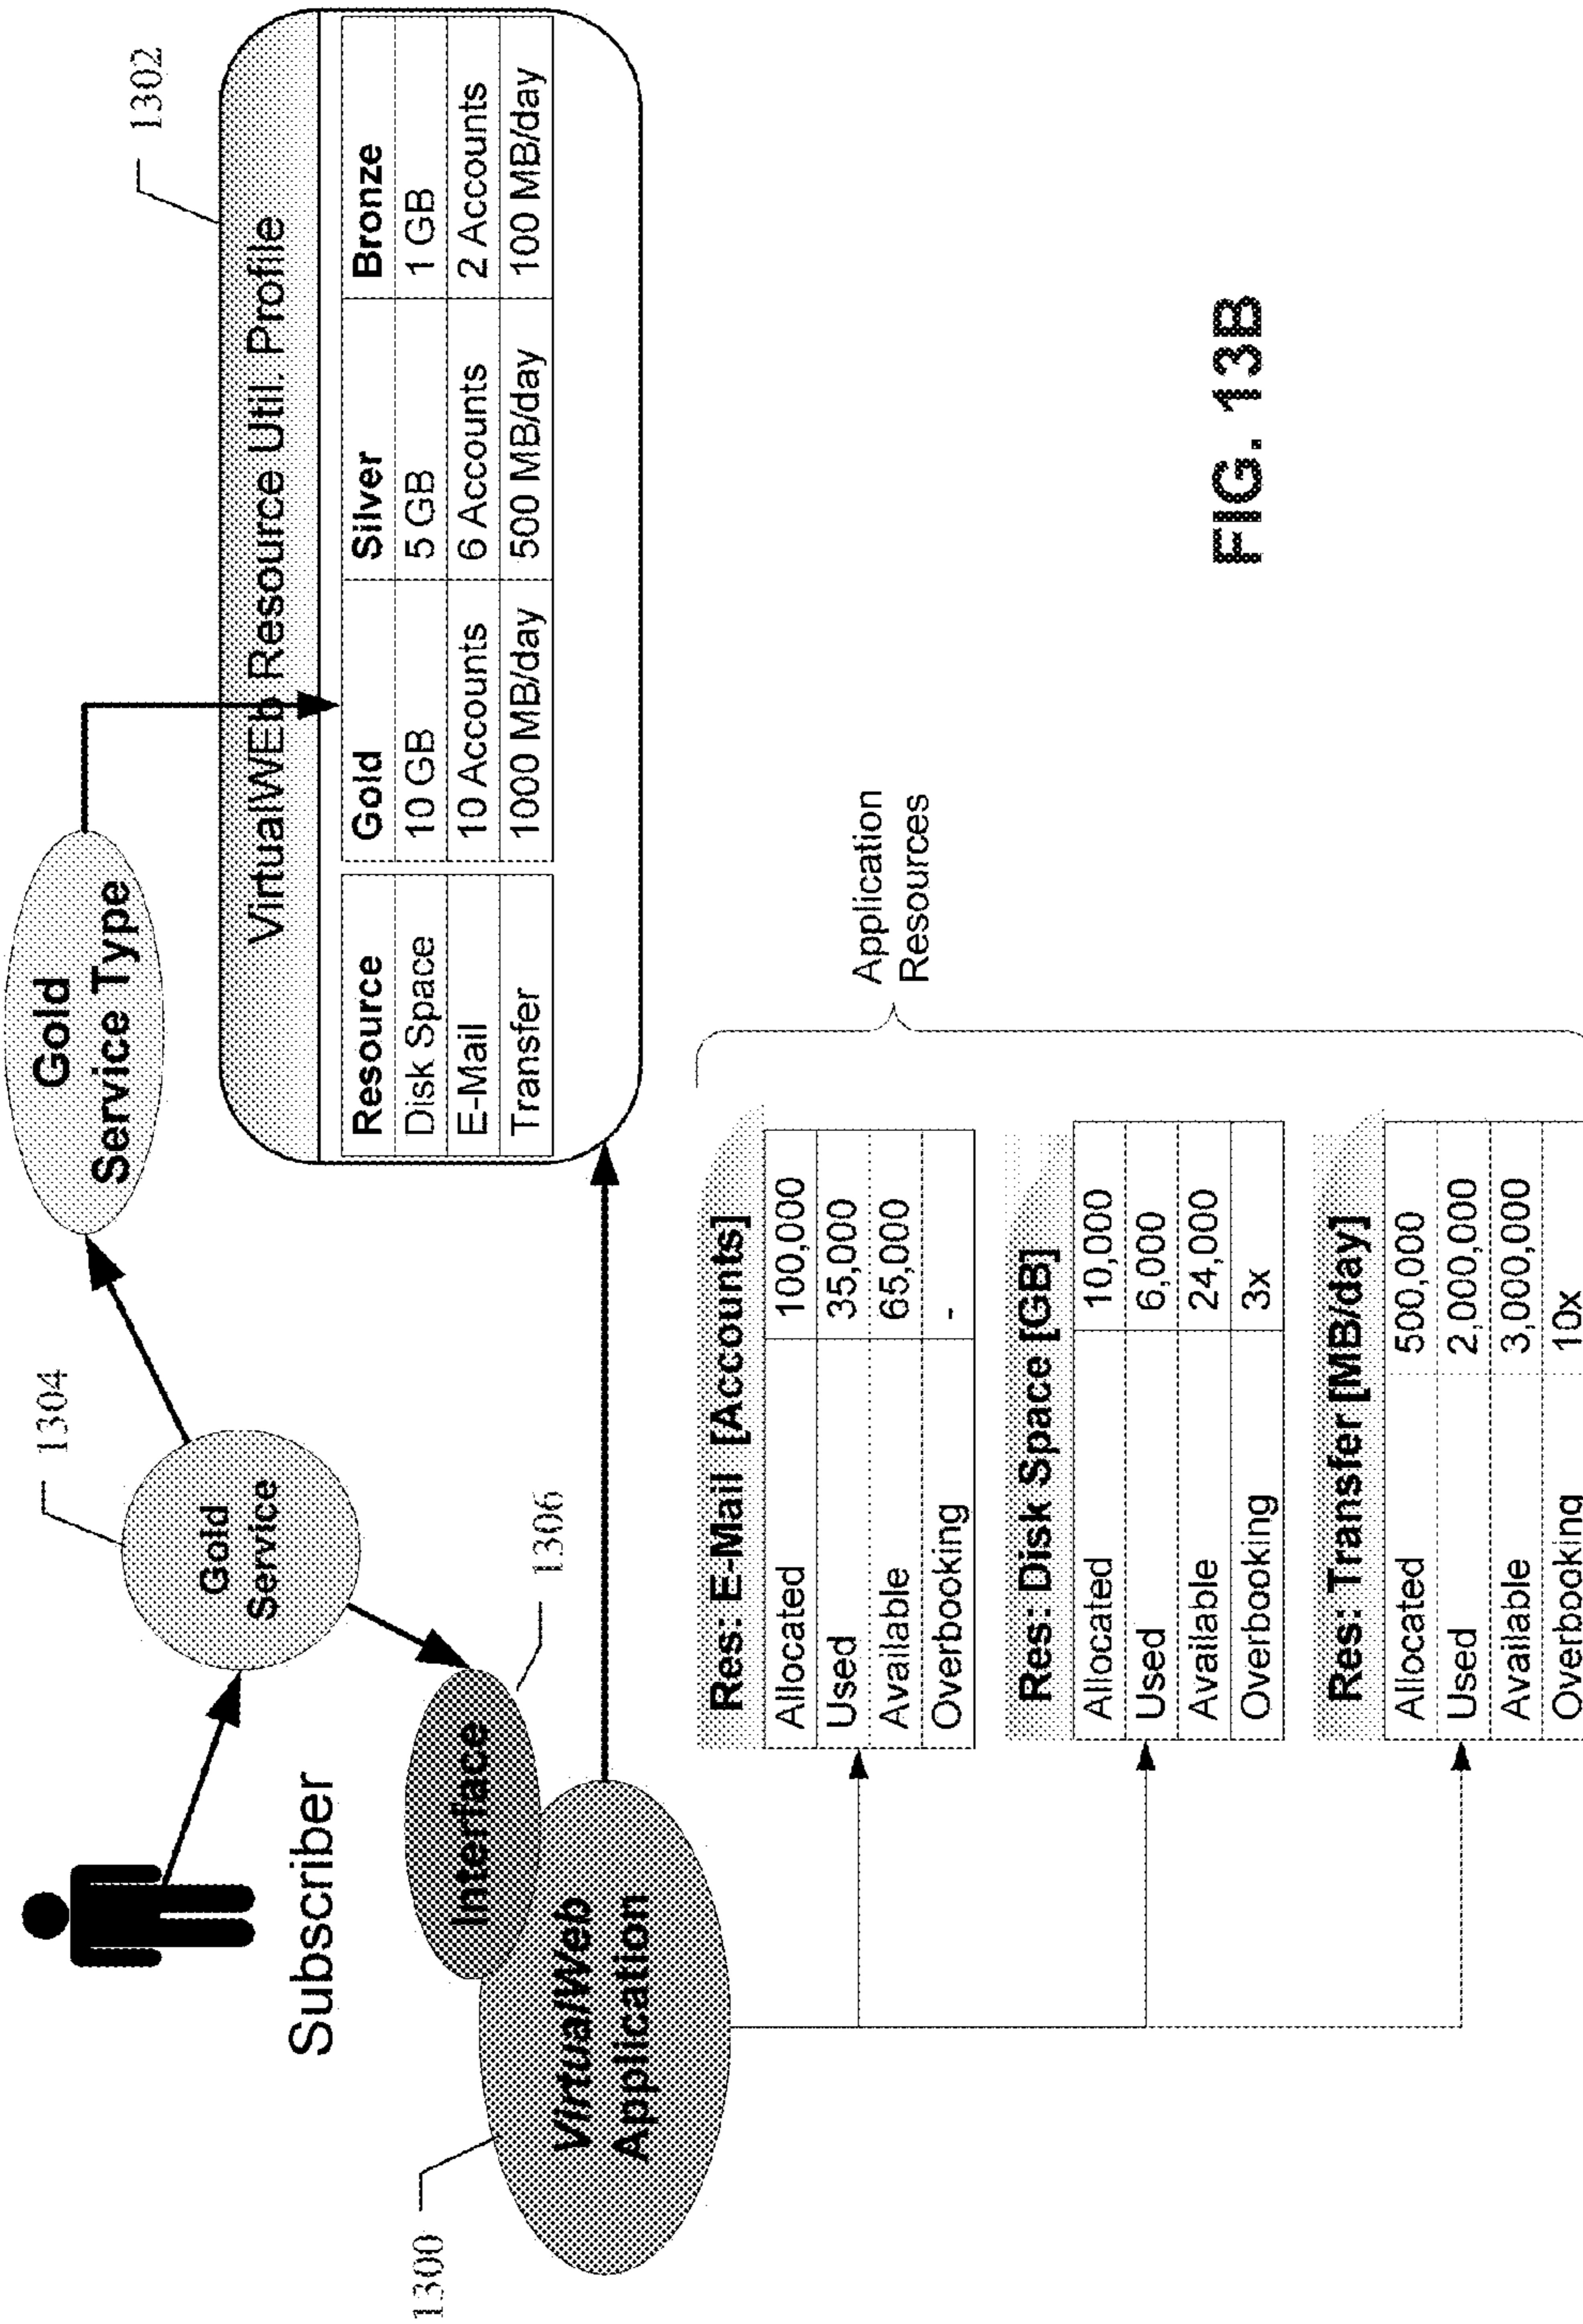 Gold
Service Type
1304
Gold
Service
Subscriber
Interface
1306
1300
VirtualWeb
Application
1302
VirtualWEb Resource Util. Profile
Resource Gold Silver Bronze
Disk Space 10 GB 5 GB 1 GB
E-Mail 10 Accounts 6 Accounts 2 Accounts
Transfer 1000 MB/day 500 MB/day 100 MB/day
Res: E-Mail [Accounts]
Allocated 100,000
Used 35,000
Available 65,000
Overbooking -
Res: Disk Space [GB]
Allocated 10,000
Used 6,000
Available 24,000
Overbooking 3x
Res: Transfer [MB/day]
Allocated 500,000
Used 2,000,000
Available 3,000,000
Overbooking 10x
Application
Resources
FIG. 13B